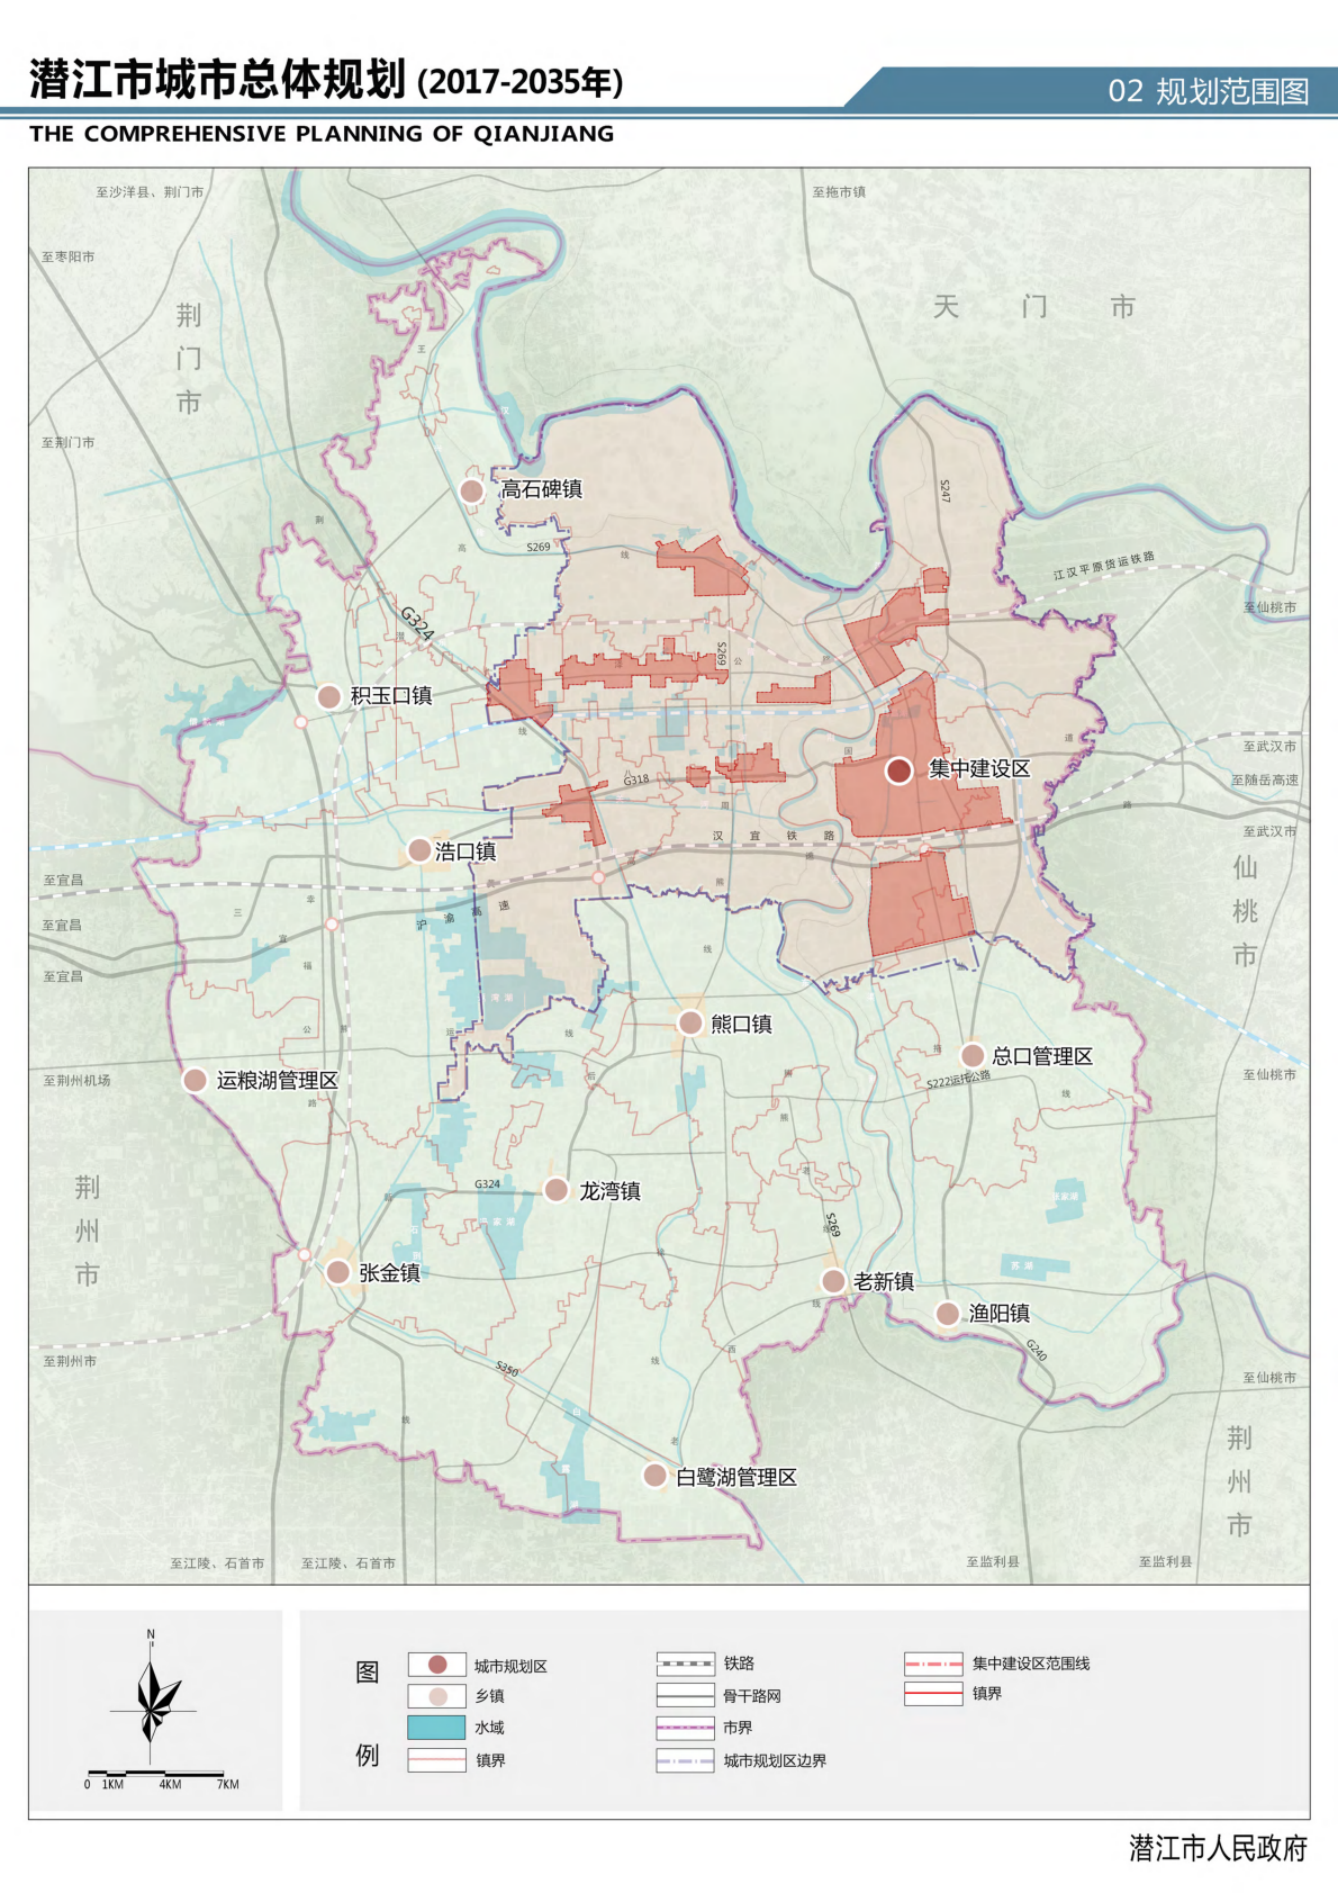 潜江市城市总体规划 (2017-2035年)
02 规划范围图
THE COMPREHENSIVE PLANNING OF QIANJIANG
至沙洋县、荆门市
至拖市镇
至枣阳市
荆门市
天门市
至荆门市
高石碑镇
S247
S269
江汉平原货运铁路
至仙桃市
G324
S269
积玉口镇
至武汉市
集中建设区
至随岳高速
G318
汉宜铁路
至武汉市
浩口镇
仙桃市
至宜昌
至宜昌
沪渝高速
至宜昌
熊口镇
总口管理区
至荆州机场
运粮湖管理区
S222运托公路
至仙桃市
荆州市
G324
龙湾镇
张家湖
S269
苏湖
张金镇
老新镇
渔阳镇
至荆州市
S350
G240
至仙桃市
荆州市
白鹭湖管理区
至江陵、石首市
至江陵、石首市
至监利县
至监利县
N
0 1KM 4KM 7KM
图例
城市规划区
乡镇
水域
镇界
铁路
骨干路网
市界
城市规划区边界
集中建设区范围线
镇界
潜江市人民政府